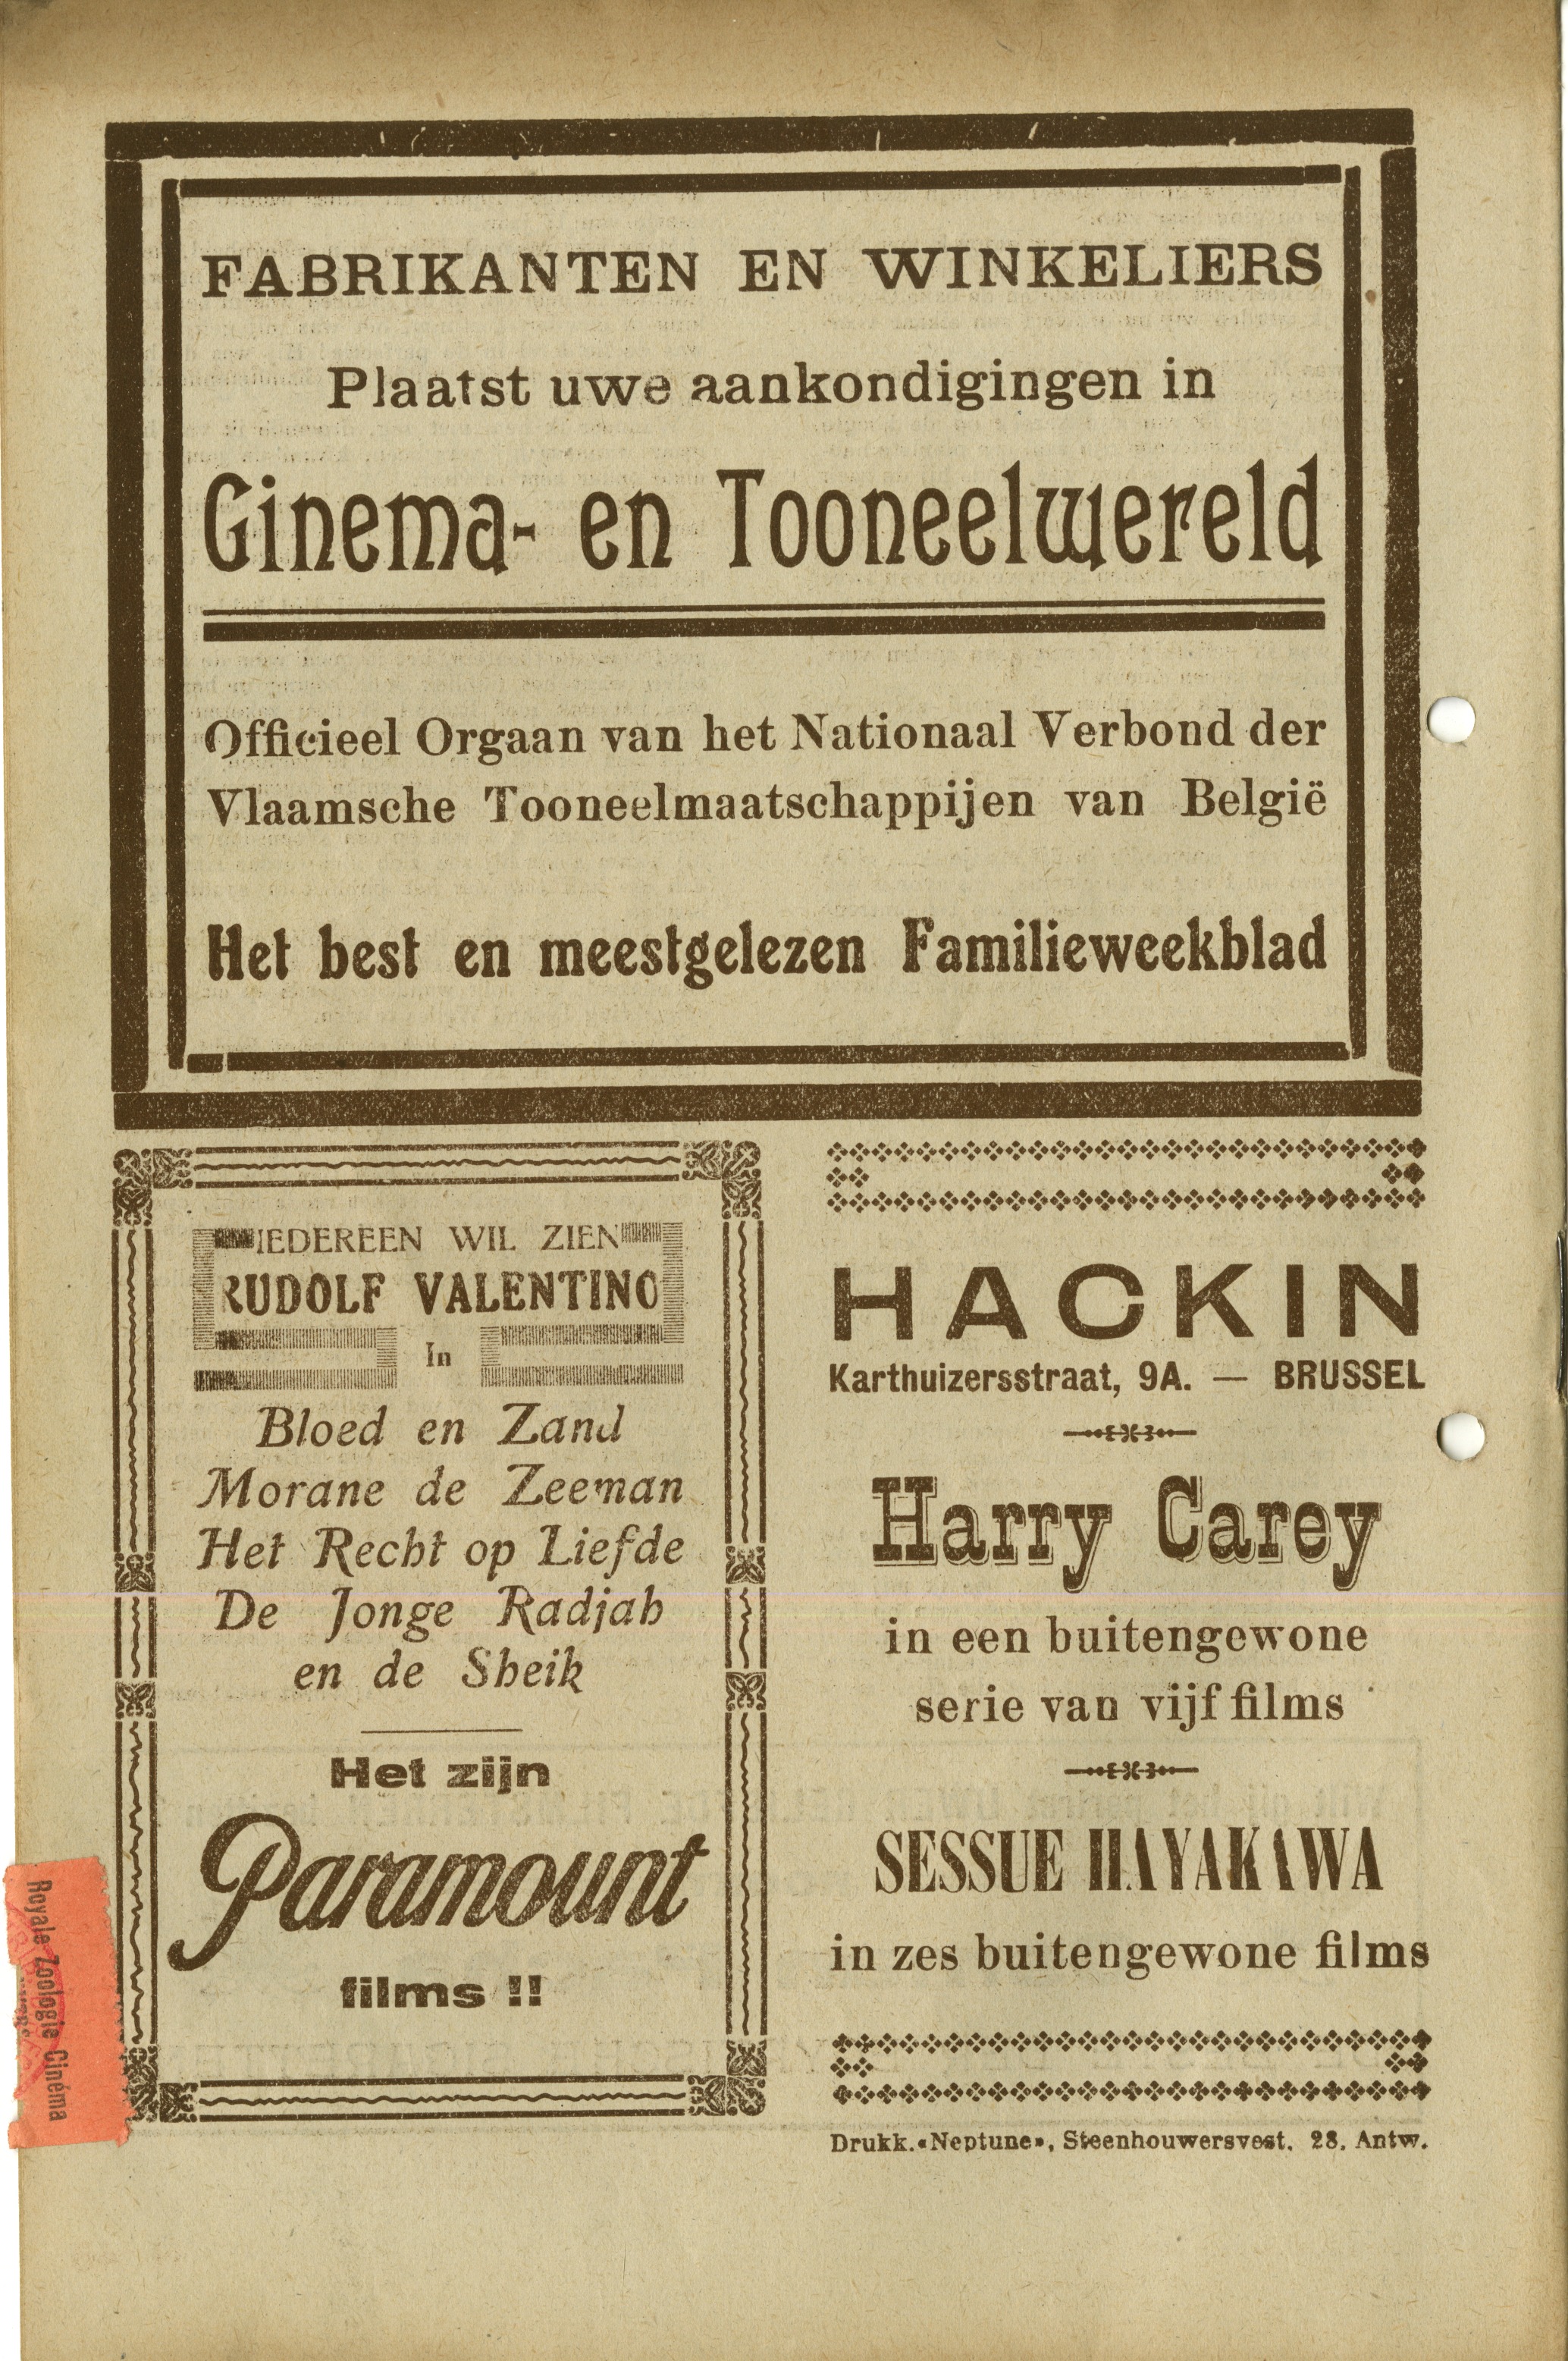 FABRIKANTEN EN WINKELIERS
Plaatst uwe aankondigingen in
Cinema- en Tooneelwereld
Officieel Orgaan van het Nationaal Verbond der
Vlaamsche Tooneelmaatschappijen van België
Het best en meestgelezen Familieweekblad
IEDEREEN WIL ZIEN
RUDOLF VALENTINO
In
Bloed en Zand
Morane de Zeeman
Het Recht op Liefde
De Jonge Radjah
en de Sheik
Het zijn
Paramount
films !!
HACKIN
Karthuizersstraat, 9A. — BRUSSEL
Harry Carey
in een buitengewone
serie van vijf films
SESSUE HAYAKAWA
in zes buitengewone films
Drukk. «Neptune», Steenhouwersvest. 28. Antw.
Royale Zoologie Cinéma